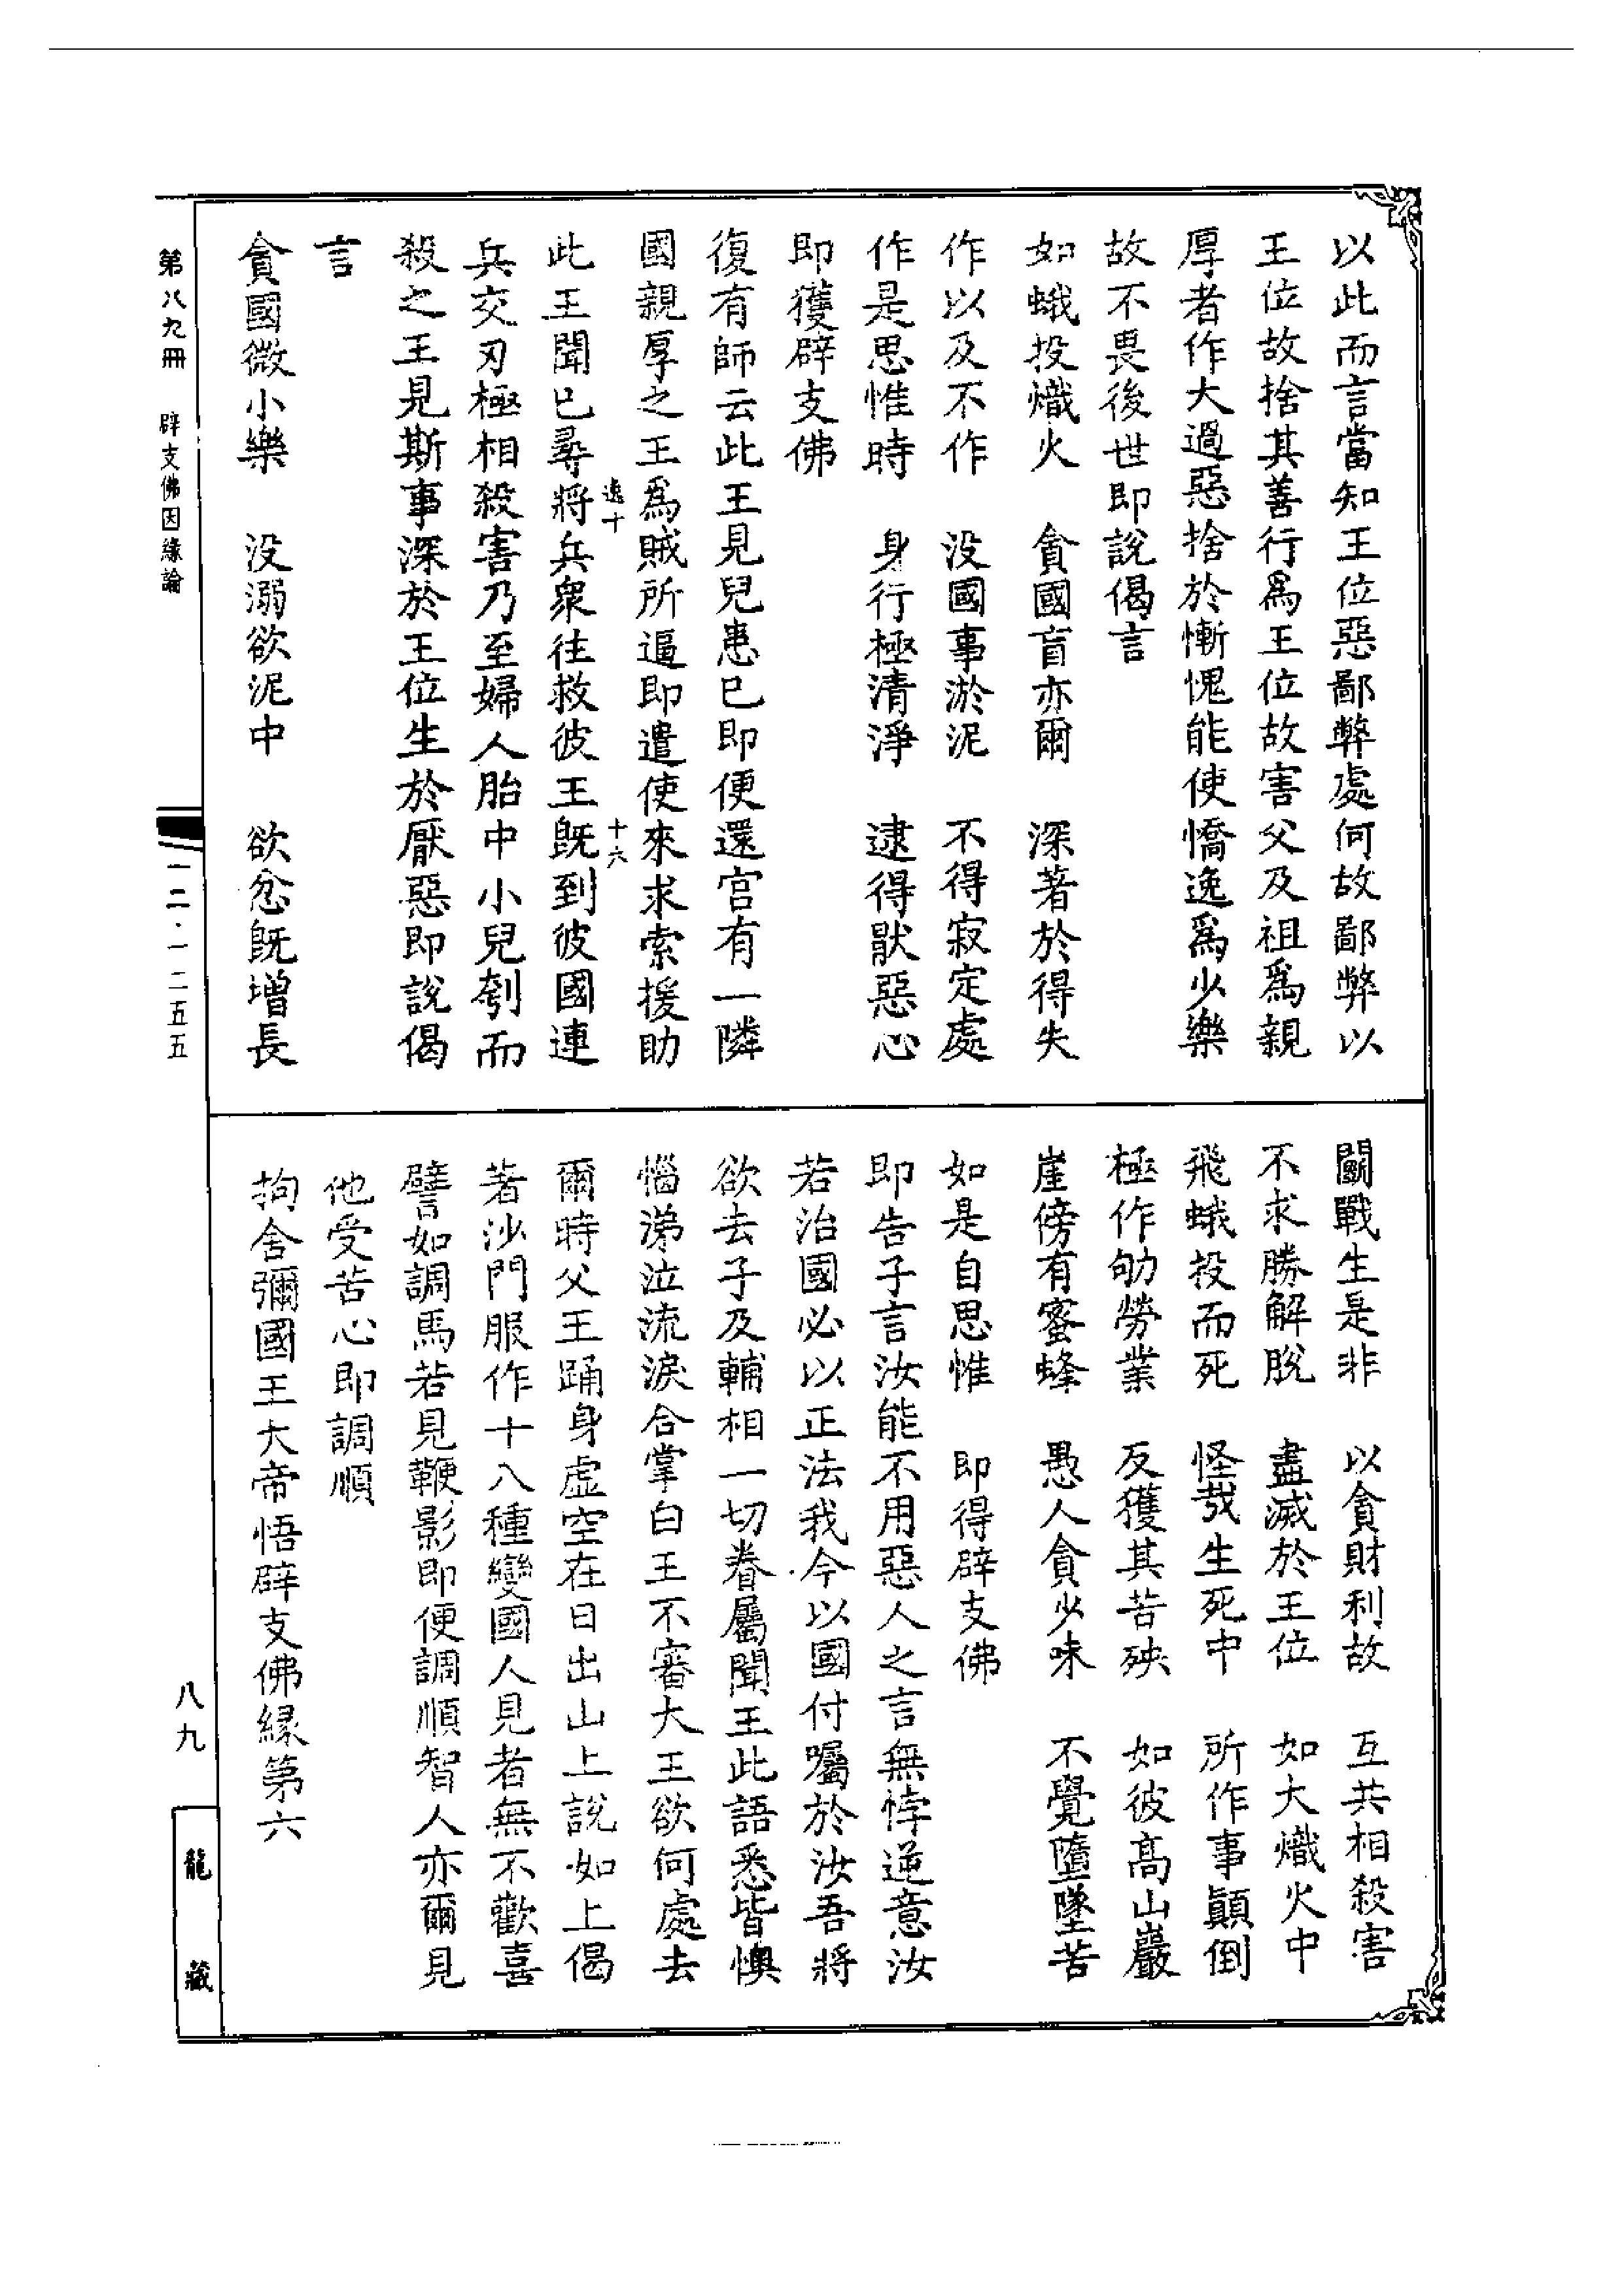 以此而言當知王位惡鄙弊處何故鄙弊以
王位故捨其善行爲王位故害父及祖爲親
厚者作大過惡捨於慚愧能使憍逸爲少樂
故不畏後世即說偈言
如蛾投熾火　貪國盲亦爾　深著於得失
作以及不作　没國事淤泥　不得寂定處
作是思惟時　身行極清淨　逮得猒惡心
即獲辟支佛
復有師云此王見兒患已即便還宫有一隣
國親厚之王爲賊所逼即遣使來求索援助
遠十　十六
此王聞已尋將兵衆往救彼王既到彼國連
兵交刃極相殺害乃至婦人胎中小兒刳而
殺之王見斯事深於王位生於厭惡即說偈
言
貪國微小樂　没溺欲泥中　欲忿既增長
鬬戰生是非　以貪財利故　互共相殺害
不求勝解脫　盡滅於王位　如大熾火中
飛蛾投而死　怪哉生死中　所作事顛倒
極作劬勞業　反獲其苦殃　如彼高山巖
崖傍有蜜蜂　愚人貪少味　不覺墮墜苦
如是自思惟　即得辟支佛
即告子言汝能不用惡人之言無悖逆意汝
若治國必以正法我今以國付囑於汝吾將
欲去子及輔相一切眷屬聞王此語悉皆懊
惱涕泣流淚合掌白王不審大王欲何處去
爾時父王踊身虚空在日出山上說如上偈
著沙門服作十八種變國人見者無不歡喜
譬如調馬若見鞭影即便調順智人亦爾見
他受苦心即調順
拘舍彌國王大帝悟辟支佛緣第六
第八九冊　辟支佛因緣論
一二·一二五五
八九
龍藏